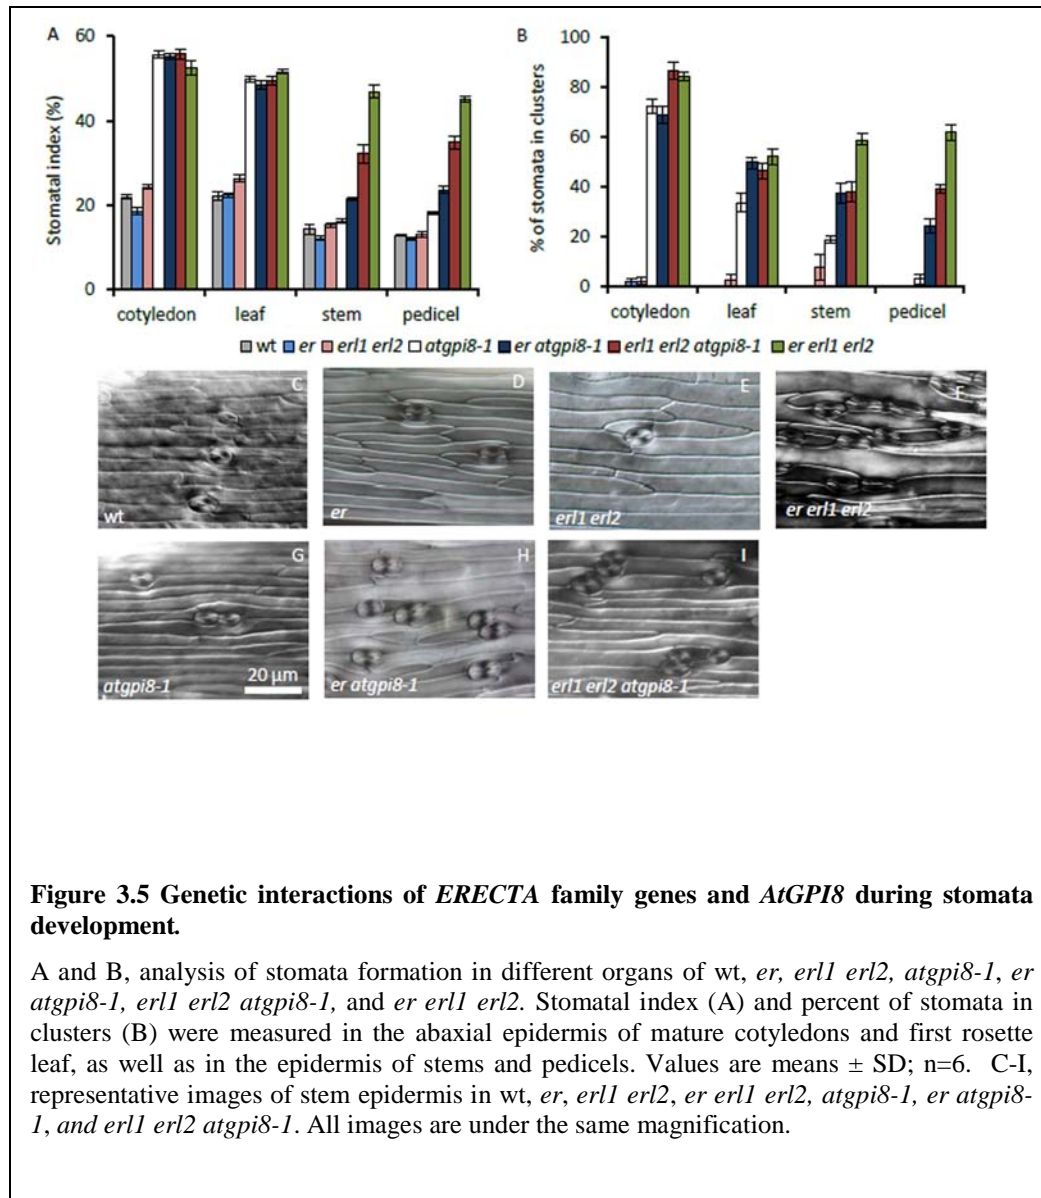 A
B
60
40
20
0
Stomatal index (%)
cotyledon leaf stem pedicel
100
80
60
40
20
0
% of stomata in clusters
cotyledon leaf stem pedicel
wt er erl1 erl2 atgpi8-1 er atgpi8-1 erl1 erl2 atgpi8-1 er erl1 erl2
C
wt
D
er
E
erl1 erl2
F
er erl1 erl2
G
atgpi8-1
20 µm
H
er atgpi8-1
I
erl1 erl2 atgpi8-1
Figure 3.5 Genetic interactions of ERECTA family genes and AtGPI8 during stomata
development.
A and B, analysis of stomata formation in different organs of wt, er, erl1 erl2, atgpi8-1, er
atgpi8-1, erl1 erl2 atgpi8-1, and er erl1 erl2. Stomatal index (A) and percent of stomata in
clusters (B) were measured in the abaxial epidermis of mature cotyledons and first rosette
leaf, as well as in the epidermis of stems and pedicels. Values are means ± SD; n=6. C-I,
representative images of stem epidermis in wt, er, erl1 erl2, er erl1 erl2, atgpi8-1, er atgpi8-
1, and erl1 erl2 atgpi8-1. All images are under the same magnification.